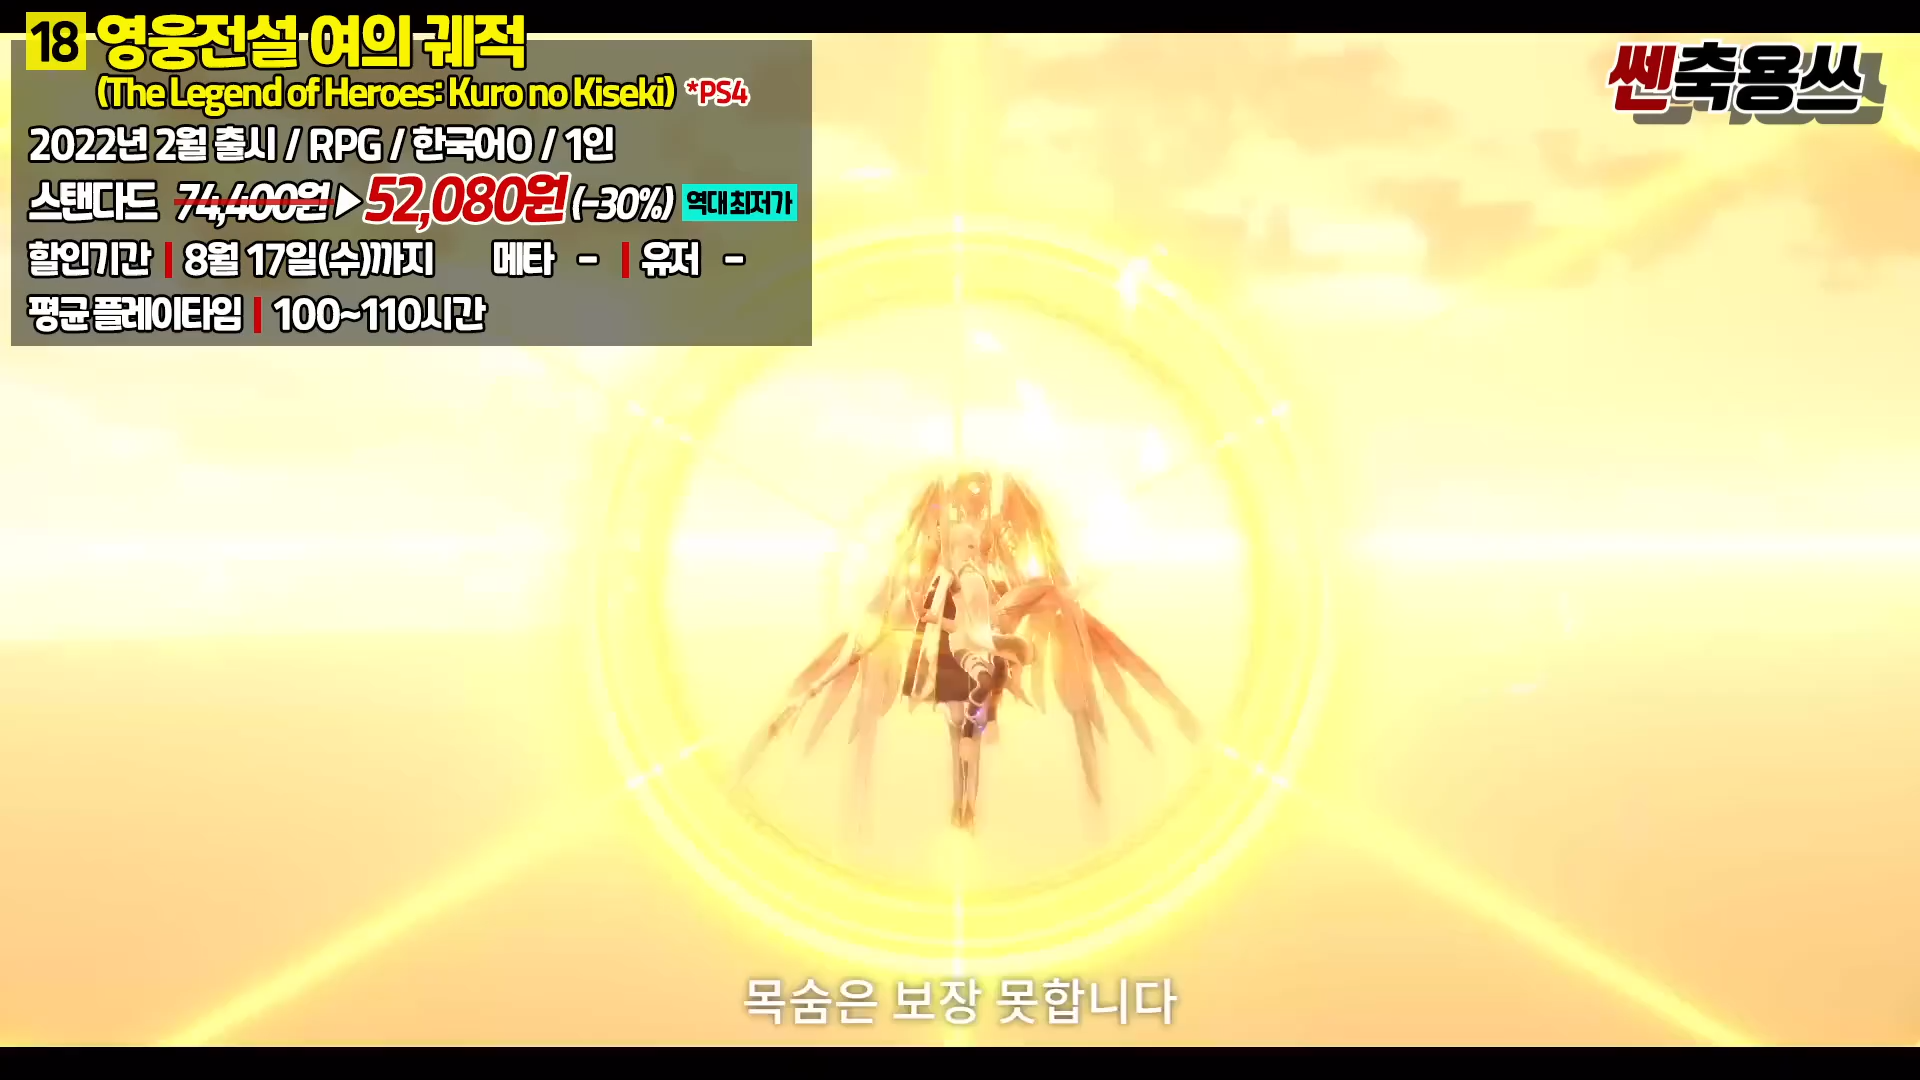 18 영웅전설 여의 궤적
(The Legend of Heroes: Kuro no Kiseki) *PS4
쎈축용쓰
2022년 2월 출시 / RPG / 한국어O / 1인
스탠다드 74,400원 ▶ 52,080원 (-30%) 역대 최저가
할인기간 | 8월 17일(수)까지 메타 - | 유저 -
평균 플레이타임 | 100~110시간
목숨은 보장 못합니다